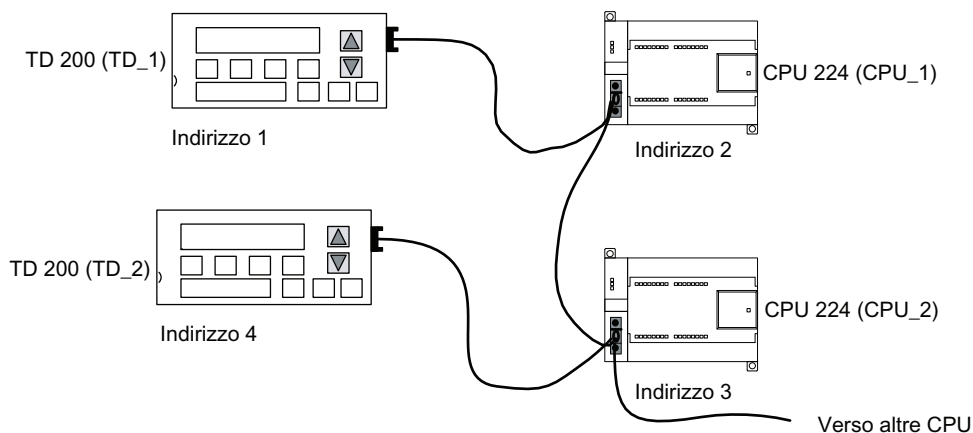 TD 200 (TD_1)
CPU 224 (CPU_1)
Indirizzo 1
Indirizzo 2
TD 200 (TD_2)
CPU 224 (CPU_2)
Indirizzo 4
Indirizzo 3
Verso altre CPU